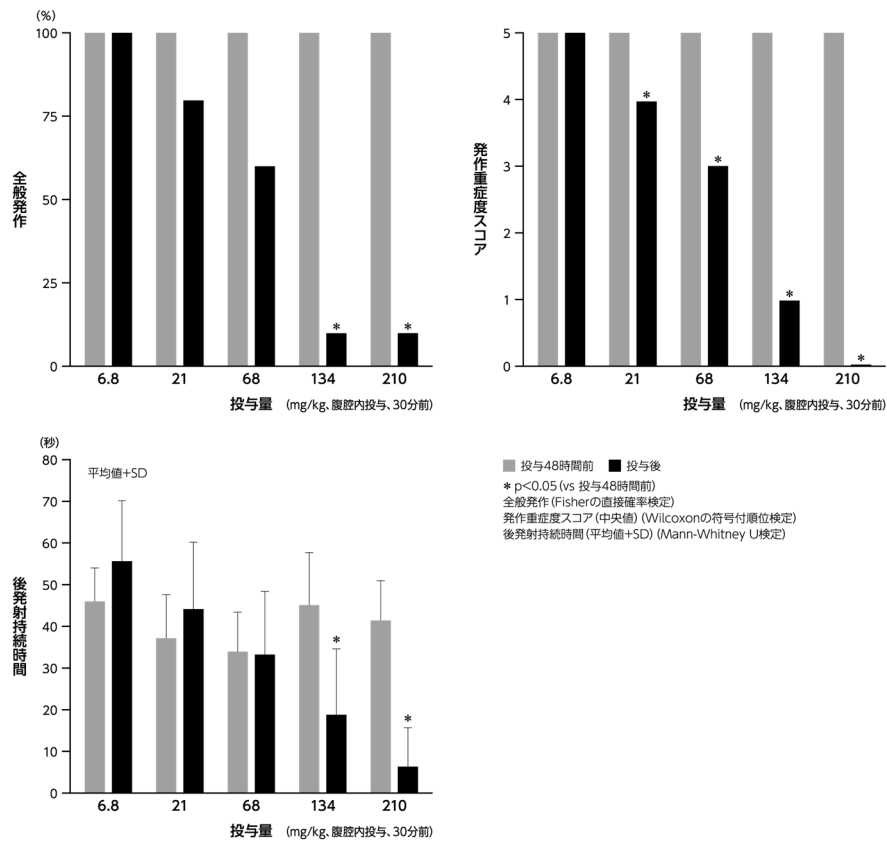 (%)
100
75
50
25
0
全般発作
*
*
6.8 21 68 134 210
投与量 (mg/kg、腹腔内投与、30分前)
5
4
3
2
1
0
発作重症度スコア
*
*
*
*
6.8 21 68 134 210
投与量 (mg/kg、腹腔内投与、30分前)
(秒)
80
70
60
50
40
30
20
10
0
後発射持続時間
平均値+SD
*
*
6.8 21 68 134 210
投与量 (mg/kg、腹腔内投与、30分前)
投与48時間前 投与後
* p<0.05(vs 投与48時間前)
全般発作(Fisherの直接確率検定)
発作重症度スコア(中央値)(Wilcoxonの符号付順位検定)
後発射持続時間(平均値+SD)(Mann-Whitney U検定)